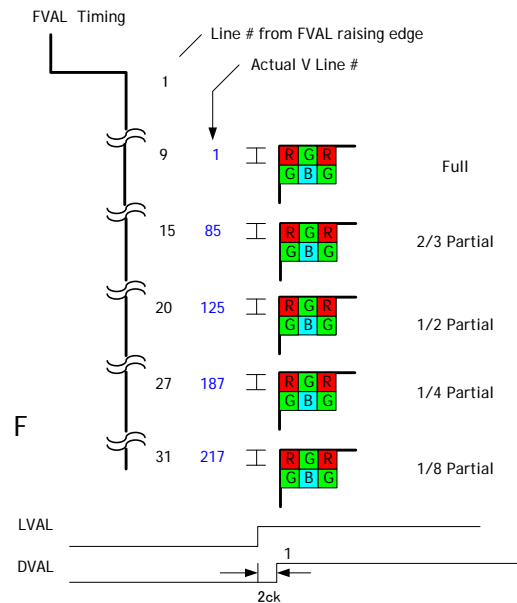 FVAL Timing
Line # from FVAL raising edge
Actual V Line #
1
9 1 R G R Full
G B G
15 85 R G R 2/3 Partial
G B G
20 125 R G R 1/2 Partial
G B G
27 187 R G R 1/4 Partial
G B G
F
31 217 R G R 1/8 Partial
G B G
LVAL
1
DVAL
2ck